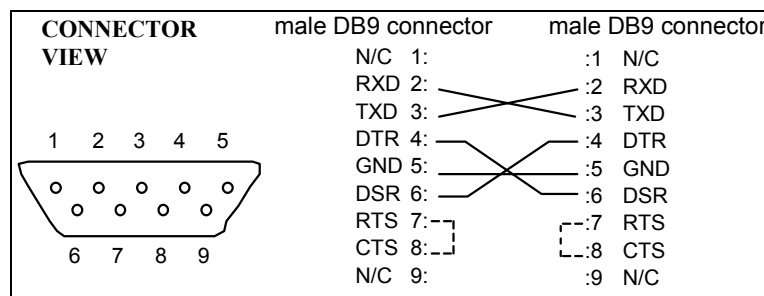 CONNECTOR
VIEW
1 2 3 4 5
6 7 8 9
male DB9 connector male DB9 connector
N/C 1: :1 N/C
RXD 2: :2 RXD
TXD 3: :3 TXD
DTR 4: :4 DTR
GND 5: :5 GND
DSR 6: :6 DSR
RTS 7: :7 RTS
CTS 8: :8 CTS
N/C 9: :9 N/C